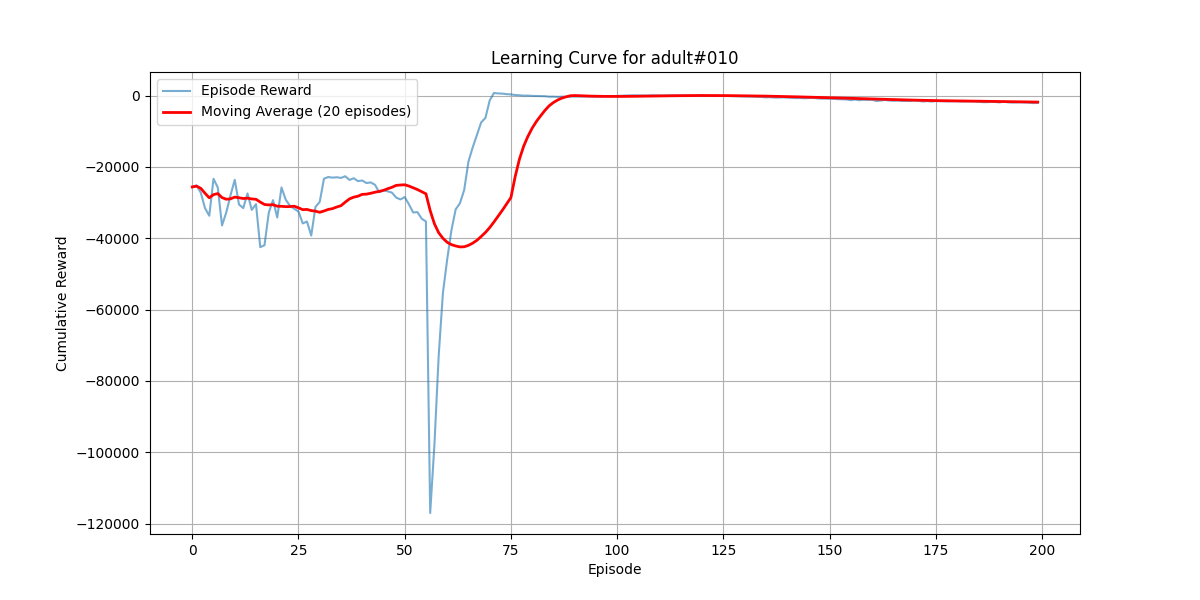 Learning Curve for adult#010
Episode Reward
Moving Average (20 episodes)
Cumulative Reward
0
−20000
−40000
−60000
−80000
−100000
−120000
0 25 50 75 100 125 150 175 200
Episode